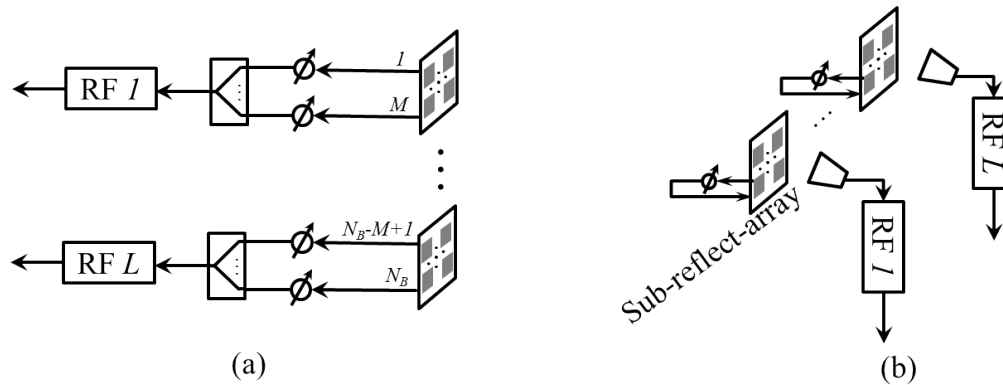 RF 1
1
M
RF L
N_B-M+1
N_B
(a)
Sub-reflect-array
RF 1
RF L
(b)